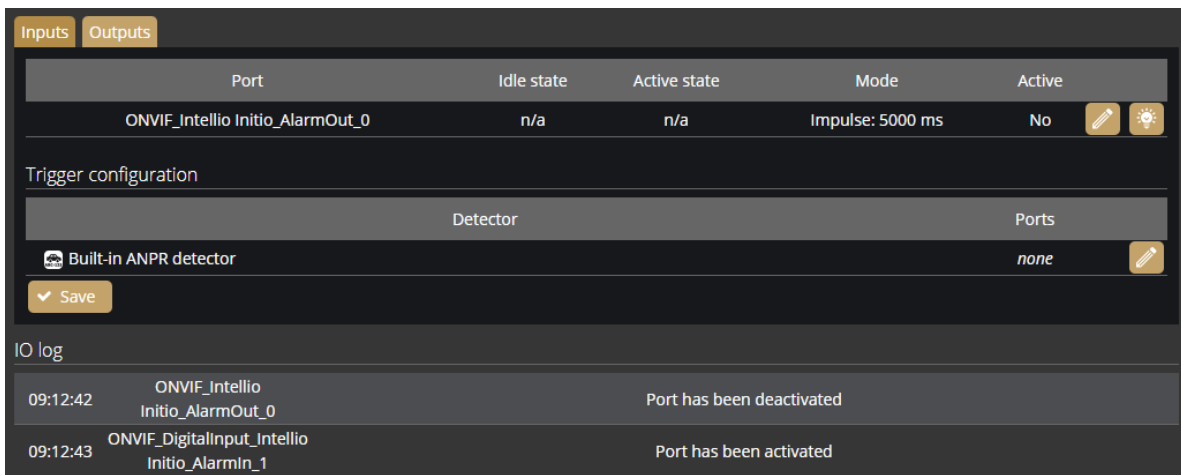 Inputs Outputs
Port Idle state Active state Mode Active
ONVIF_Intellio Initio_AlarmOut_0 n/a n/a Impulse: 5000 ms No
Trigger configuration
Detector Ports
Built-in ANPR detector none
Save
IO log
09:12:42 ONVIF_Intellio
Initio_AlarmOut_0 Port has been deactivated
09:12:43 ONVIF_DigitalInput_Intellio
Initio_AlarmIn_1 Port has been activated